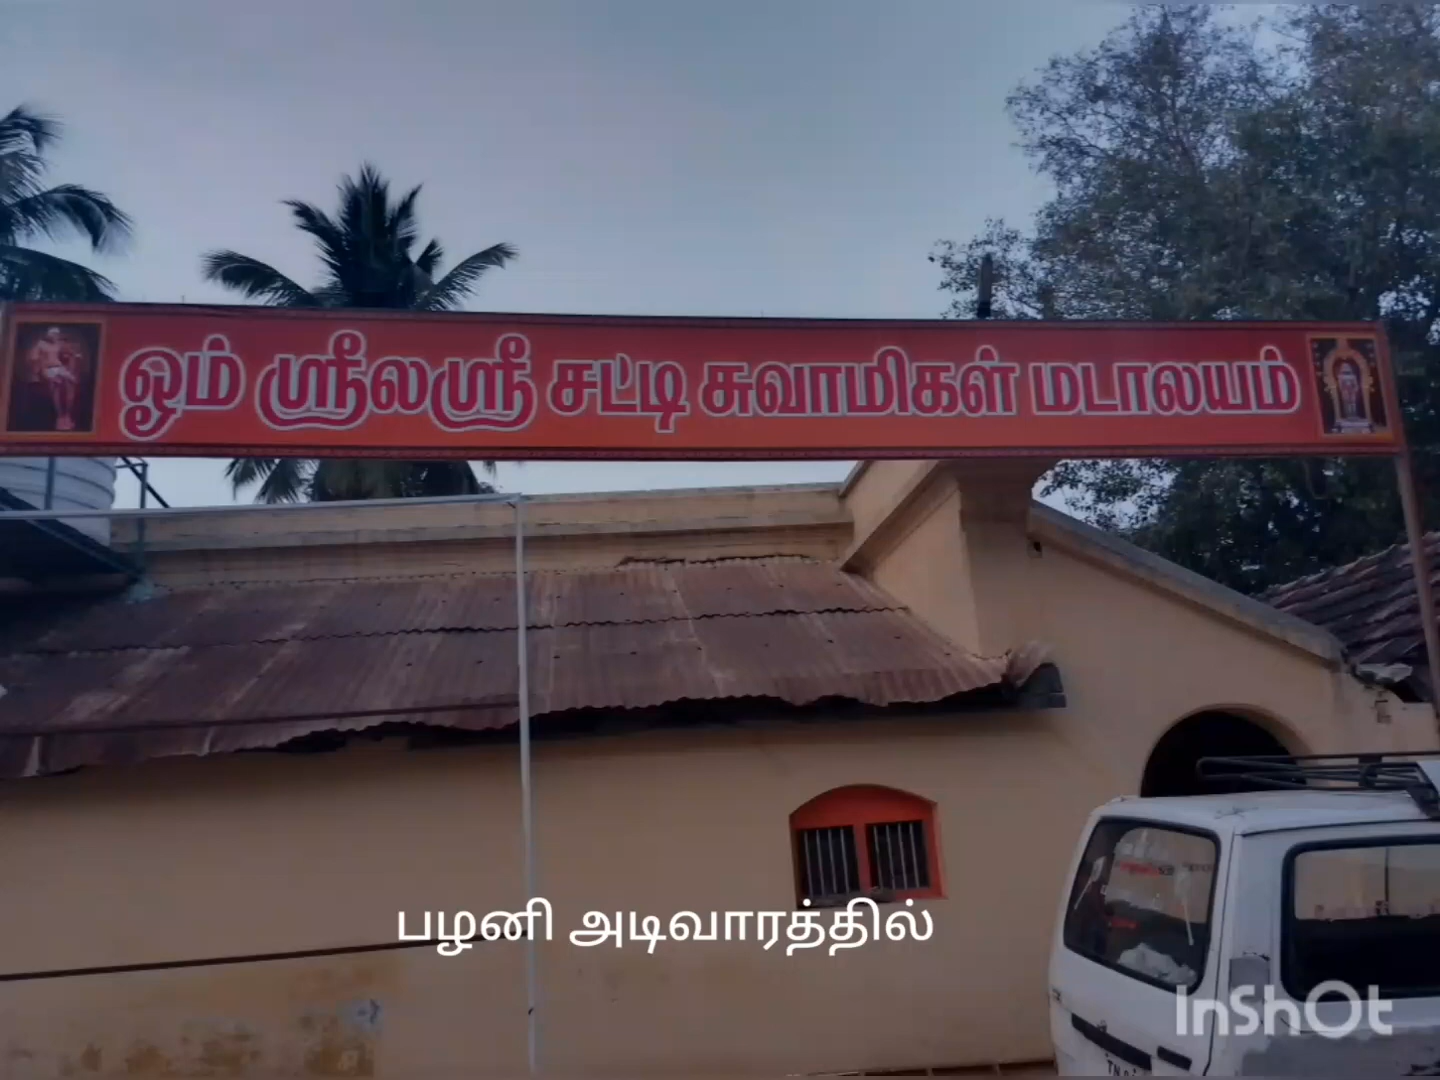 ஓம் ஸ்ரீலஸ்ரீ சட்டி சுவாமிகள் மடாலயம்
பழனி அடிவாரத்தில்
InShOt